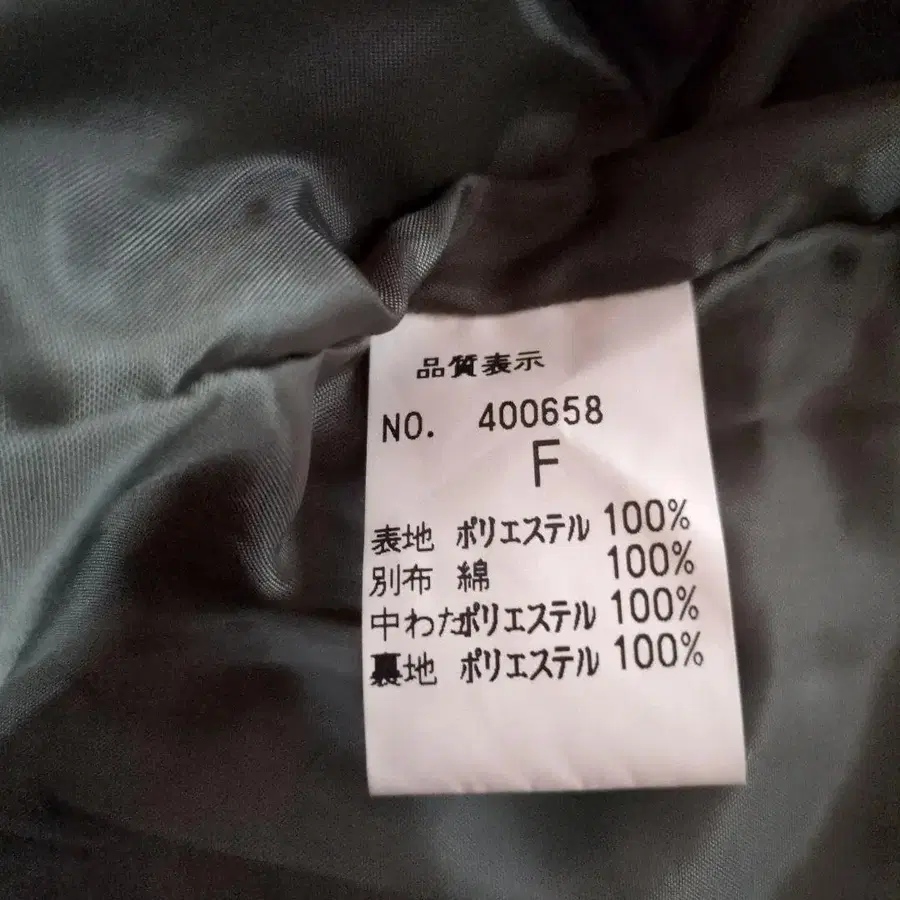 品質表示
NO. 400658
F
表地 ポリエステル 100%
別布 綿 100%
中わたポリエステル 100%
裏地 ポリエステル 100%